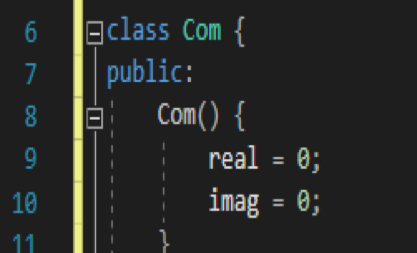 6 class Com {
7 public:
8 Com() {
9 real = 0;
10 imag = 0;
11 }